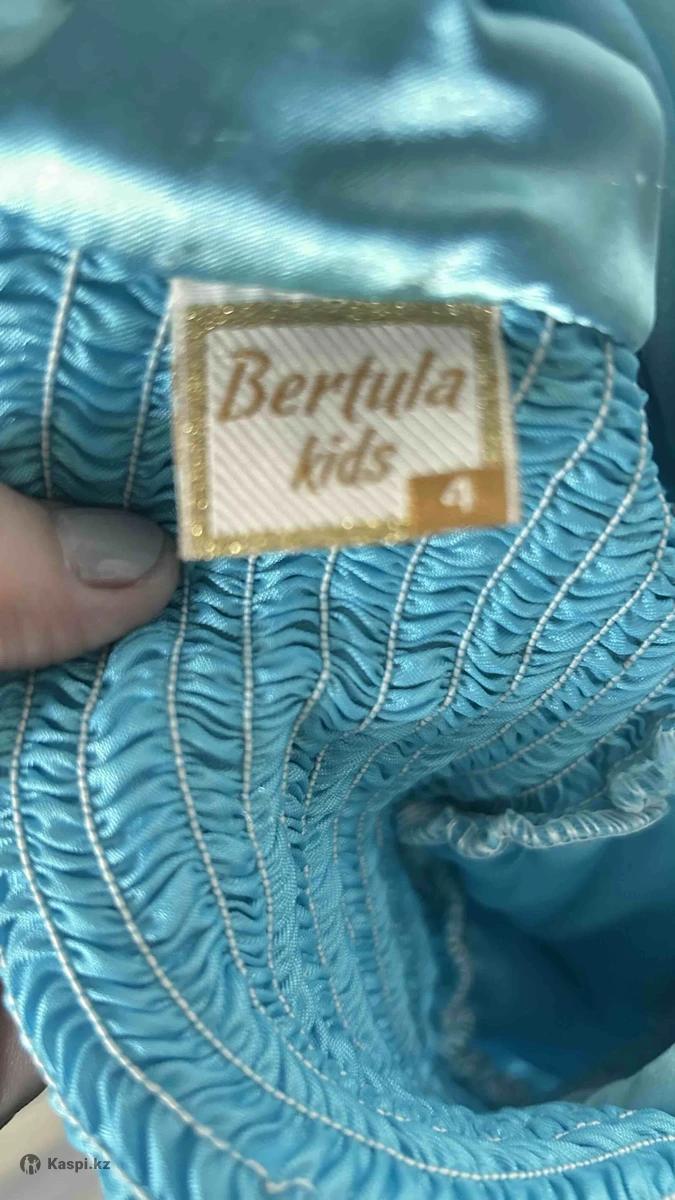 Bertula
kids
4
Kaspi.kz